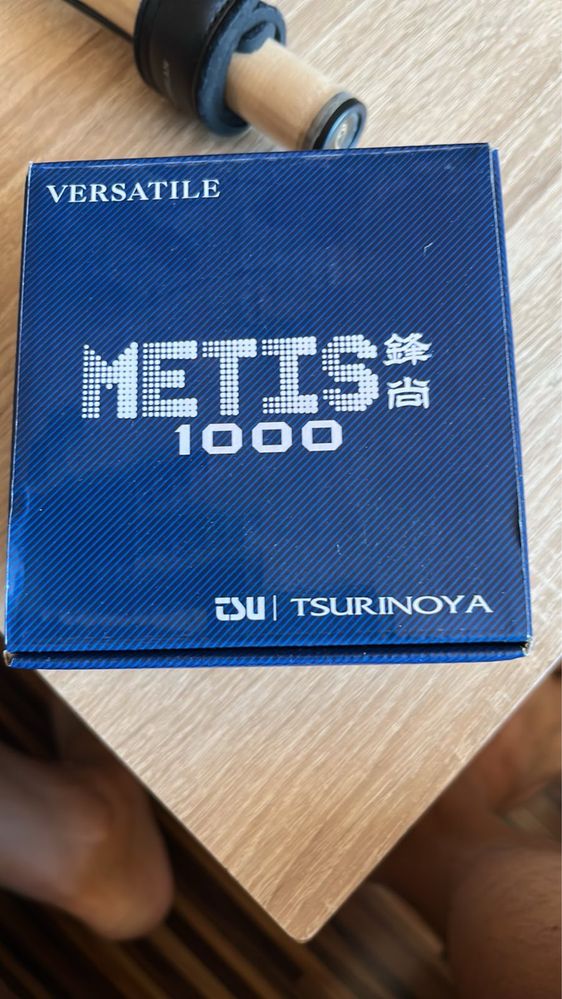 VERSATILE
METIS 鋒尚
1000
TSU | TSURINOYA